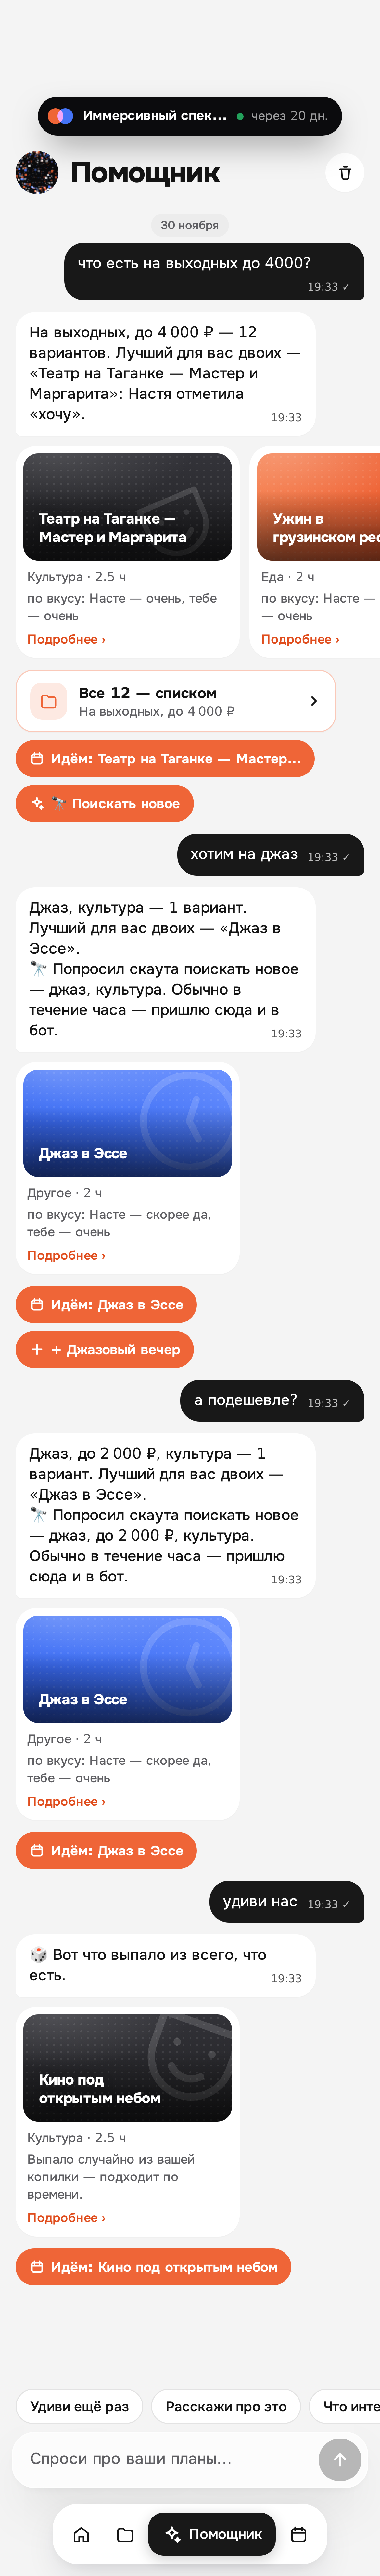 Иммерсивный спек... • через 20 дн.
Помощник
30 ноября
что есть на выходных до 4000?
19:33 ✓
На выходных, до 4 000 ₽ — 12
вариантов. Лучший для вас двоих —
«Театр на Таганке — Мастер и
Маргарита»: Настя отметила
«хочу».
19:33
Театр на Таганке —
Мастер и Маргарита
Культура · 2.5 ч
по вкусу: Насте — очень, тебе
— очень
Подробнее ›
Ужин в
грузинском рес
Еда · 2 ч
по вкусу: Насте —
— очень
Подробнее ›
Все 12 — списком
На выходных, до 4 000 ₽
Идём: Театр на Таганке — Мастер...
🔭 Поискать новое
хотим на джаз 19:33 ✓
Джаз, культура — 1 вариант.
Лучший для вас двоих — «Джаз в
Эссе».
🔭 Попросил скаута поискать новое
— джаз, культура. Обычно в
течение часа — пришлю сюда и в
бот.
19:33
Джаз в Эссе
Другое · 2 ч
по вкусу: Насте — скорее да,
тебе — очень
Подробнее ›
Идём: Джаз в Эссе
+ Джазовый вечер
а подешевле? 19:33 ✓
Джаз, до 2 000 ₽, культура — 1
вариант. Лучший для вас двоих —
«Джаз в Эссе».
🔭 Попросил скаута поискать новое
— джаз, до 2 000 ₽, культура.
Обычно в течение часа — пришлю
сюда и в бот.
19:33
Джаз в Эссе
Другое · 2 ч
по вкусу: Насте — скорее да,
тебе — очень
Подробнее ›
Идём: Джаз в Эссе
удиви нас 19:33 ✓
🎲 Вот что выпало из всего, что
есть.
19:33
Кино под
открытым небом
Культура · 2.5 ч
Выпало случайно из вашей
копилки — подходит по
времени.
Подробнее ›
Идём: Кино под открытым небом
Удиви ещё раз
Расскажи про это
Что инте
Спроси про ваши планы...
Помощник